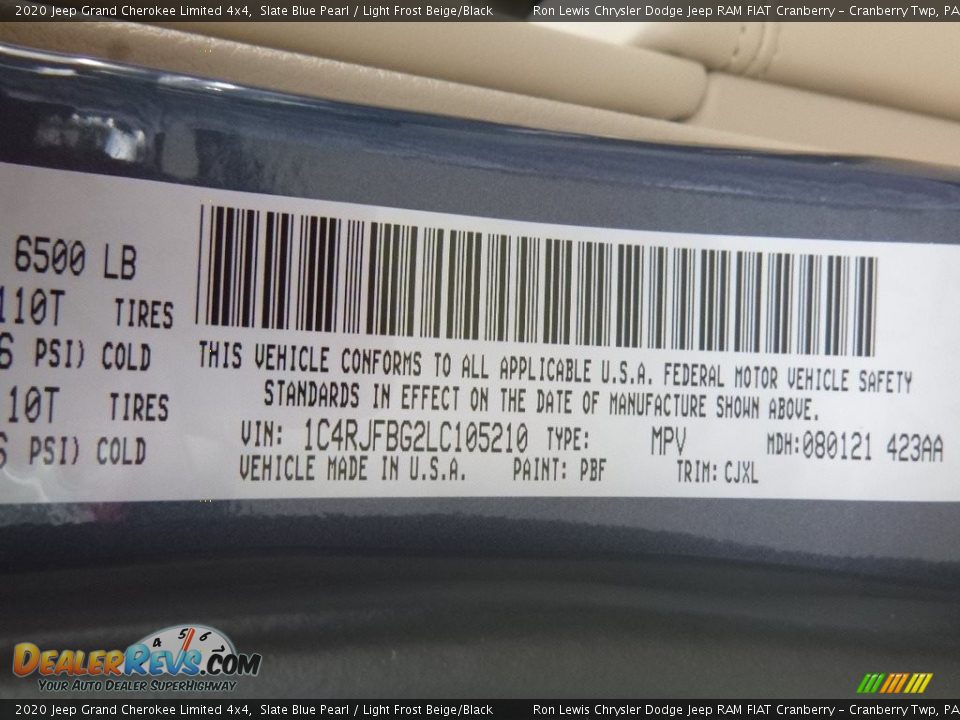 2020 Jeep Grand Cherokee Limited 4x4, Slate Blue Pearl / Light Frost Beige/Black Ron Lewis Chrysler Dodge Jeep RAM FIAT Cranberry - Cranberry Twp, PA
6500 LB
110T TIRES
6 PSI) COLD
10T TIRES
PSI) COLD
THIS VEHICLE CONFORMS TO ALL APPLICABLE U.S.A. FEDERAL MOTOR VEHICLE SAFETY
STANDARDS IN EFFECT ON THE DATE OF MANUFACTURE SHOWN ABOVE.
VIN: 1C4RJFBG2LC105210 TYPE: MPV MDH:080121 423AA
VEHICLE MADE IN U.S.A. PAINT: PBF TRIM: CJXL
4 5 6
DEALERREVS.COM
YOUR AUTO DEALER SUPERHIGHWAY
2020 Jeep Grand Cherokee Limited 4x4, Slate Blue Pearl / Light Frost Beige/Black Ron Lewis Chrysler Dodge Jeep RAM FIAT Cranberry - Cranberry Twp, PA